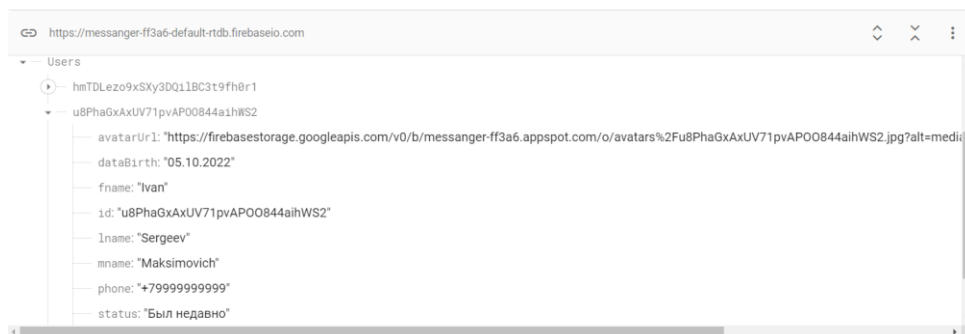 https://messanger-ff3a6-default-rtdb.firebaseio.com
Users
hmTDLezo9xSXy3DQilBC3t9fh0r1
u8PhaGxAxUV71pvAPOO844aihWS2
avatarUrl: "https://firebasestorage.googleapis.com/v0/b/messanger-ff3a6.appspot.com/o/avatars%2Fu8PhaGxAxUV71pvAPOO844aihWS2.jpg?alt=media
dataBirth: "05.10.2022"
fname: "Ivan"
id: "u8PhaGxAxUV71pvAPOO844aihWS2"
lname: "Sergeev"
mname: "Maksimovich"
phone: "+79999999999"
status: "Был недавно"